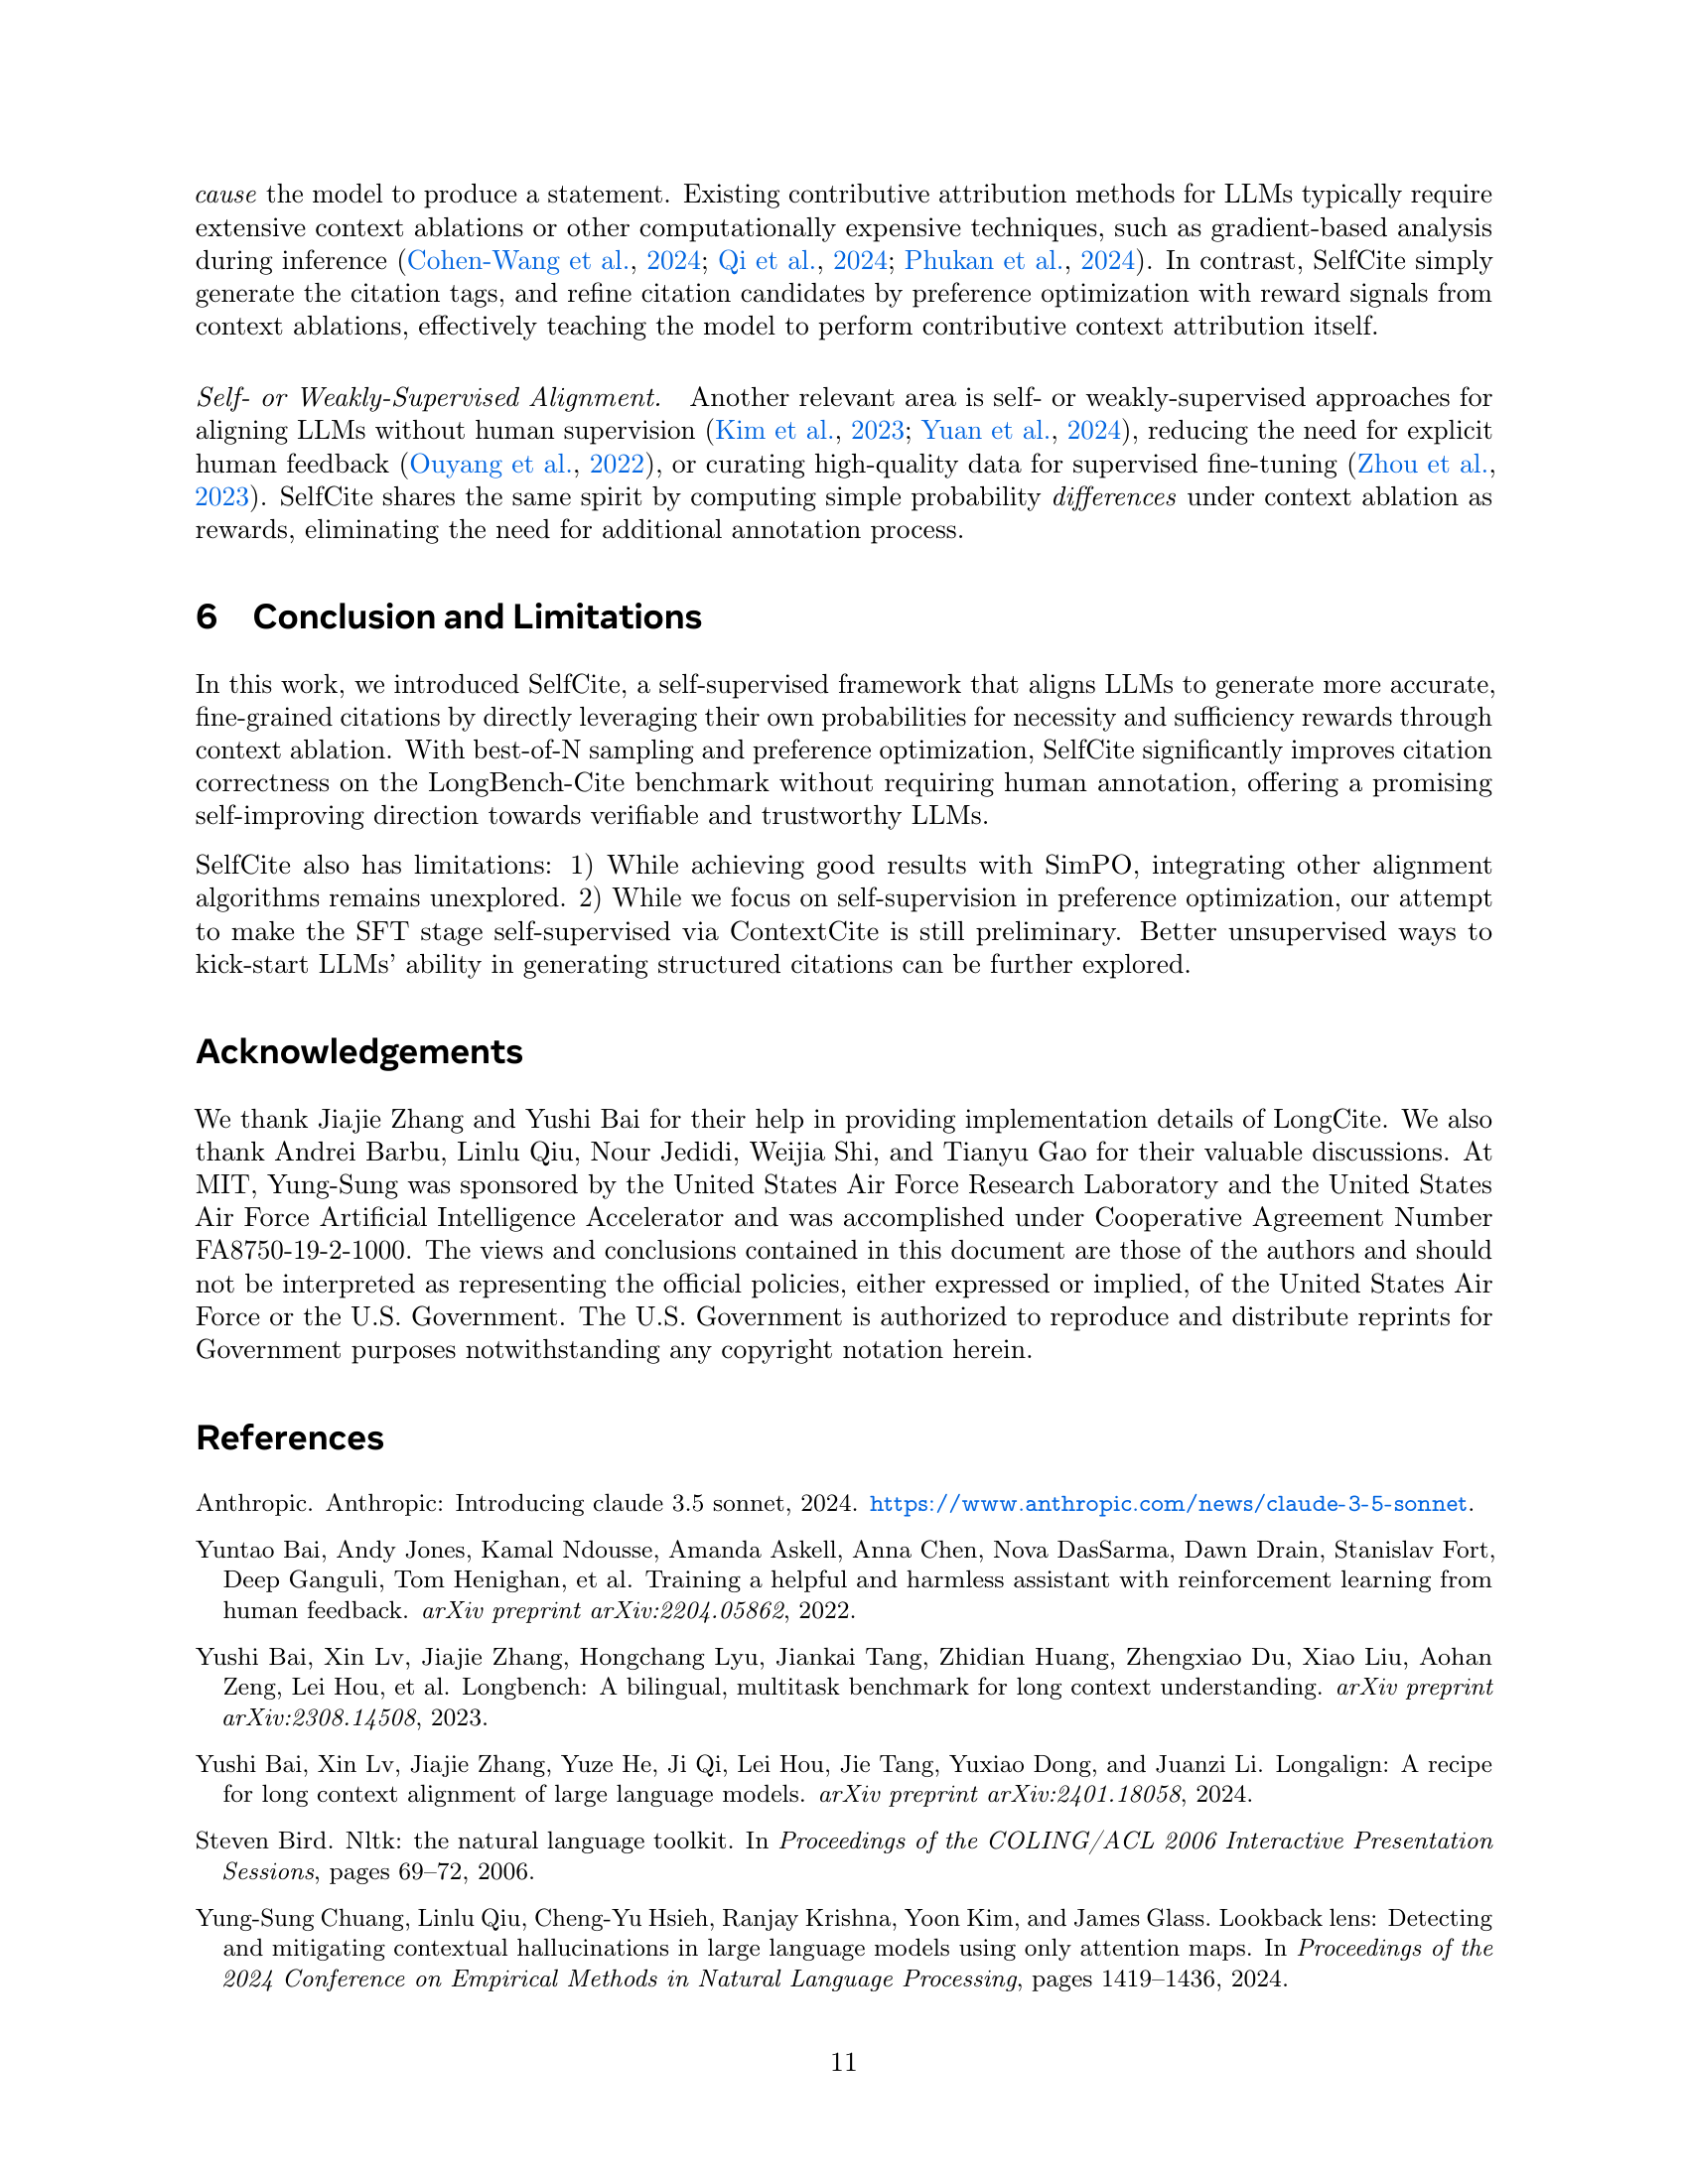 cause the model to produce a statement. Existing contributive attribution methods for LLMs typically require
extensive context ablations or other computationally expensive techniques, such as gradient-based analysis
during inference (Cohen-Wang et al., 2024; Qi et al., 2024; Phukan et al., 2024). In contrast, SelfCite simply
generate the citation tags, and refine citation candidates by preference optimization with reward signals from
context ablations, effectively teaching the model to perform contributive context attribution itself.
Self- or Weakly-Supervised Alignment. Another relevant area is self- or weakly-supervised approaches for
aligning LLMs without human supervision (Kim et al., 2023; Yuan et al., 2024), reducing the need for explicit
human feedback (Ouyang et al., 2022), or curating high-quality data for supervised fine-tuning (Zhou et al.,
2023). SelfCite shares the same spirit by computing simple probability differences under context ablation as
rewards, eliminating the need for additional annotation process.
6 Conclusion and Limitations
In this work, we introduced SelfCite, a self-supervised framework that aligns LLMs to generate more accurate,
fine-grained citations by directly leveraging their own probabilities for necessity and sufficiency rewards through
context ablation. With best-of-N sampling and preference optimization, SelfCite significantly improves citation
correctness on the LongBench-Cite benchmark without requiring human annotation, offering a promising
self-improving direction towards verifiable and trustworthy LLMs.
SelfCite also has limitations: 1) While achieving good results with SimPO, integrating other alignment
algorithms remains unexplored. 2) While we focus on self-supervision in preference optimization, our attempt
to make the SFT stage self-supervised via ContextCite is still preliminary. Better unsupervised ways to
kick-start LLMs' ability in generating structured citations can be further explored.
Acknowledgements
We thank Jiajie Zhang and Yushi Bai for their help in providing implementation details of LongCite. We also
thank Andrei Barbu, Linlu Qiu, Nour Jedidi, Weijia Shi, and Tianyu Gao for their valuable discussions. At
MIT, Yung-Sung was sponsored by the United States Air Force Research Laboratory and the United States
Air Force Artificial Intelligence Accelerator and was accomplished under Cooperative Agreement Number
FA8750-19-2-1000. The views and conclusions contained in this document are those of the authors and should
not be interpreted as representing the official policies, either expressed or implied, of the United States Air
Force or the U.S. Government. The U.S. Government is authorized to reproduce and distribute reprints for
Government purposes notwithstanding any copyright notation herein.
References
Anthropic. Anthropic: Introducing claude 3.5 sonnet, 2024. https://www.anthropic.com/news/claude-3-5-sonnet.
Yuntao Bai, Andy Jones, Kamal Ndousse, Amanda Askell, Anna Chen, Nova DasSarma, Dawn Drain, Stanislav Fort,
Deep Ganguli, Tom Henighan, et al. Training a helpful and harmless assistant with reinforcement learning from
human feedback. arXiv preprint arXiv:2204.05862, 2022.
Yushi Bai, Xin Lv, Jiajie Zhang, Hongchang Lyu, Jiankai Tang, Zhidian Huang, Zhengxiao Du, Xiao Liu, Aohan
Zeng, Lei Hou, et al. Longbench: A bilingual, multitask benchmark for long context understanding. arXiv preprint
arXiv:2308.14508, 2023.
Yushi Bai, Xin Lv, Jiajie Zhang, Yuze He, Ji Qi, Lei Hou, Jie Tang, Yuxiao Dong, and Juanzi Li. Longalign: A recipe
for long context alignment of large language models. arXiv preprint arXiv:2401.18058, 2024.
Steven Bird. Nltk: the natural language toolkit. In Proceedings of the COLING/ACL 2006 Interactive Presentation
Sessions, pages 69–72, 2006.
Yung-Sung Chuang, Linlu Qiu, Cheng-Yu Hsieh, Ranjay Krishna, Yoon Kim, and James Glass. Lookback lens: Detecting
and mitigating contextual hallucinations in large language models using only attention maps. In Proceedings of the
2024 Conference on Empirical Methods in Natural Language Processing, pages 1419–1436, 2024.
11